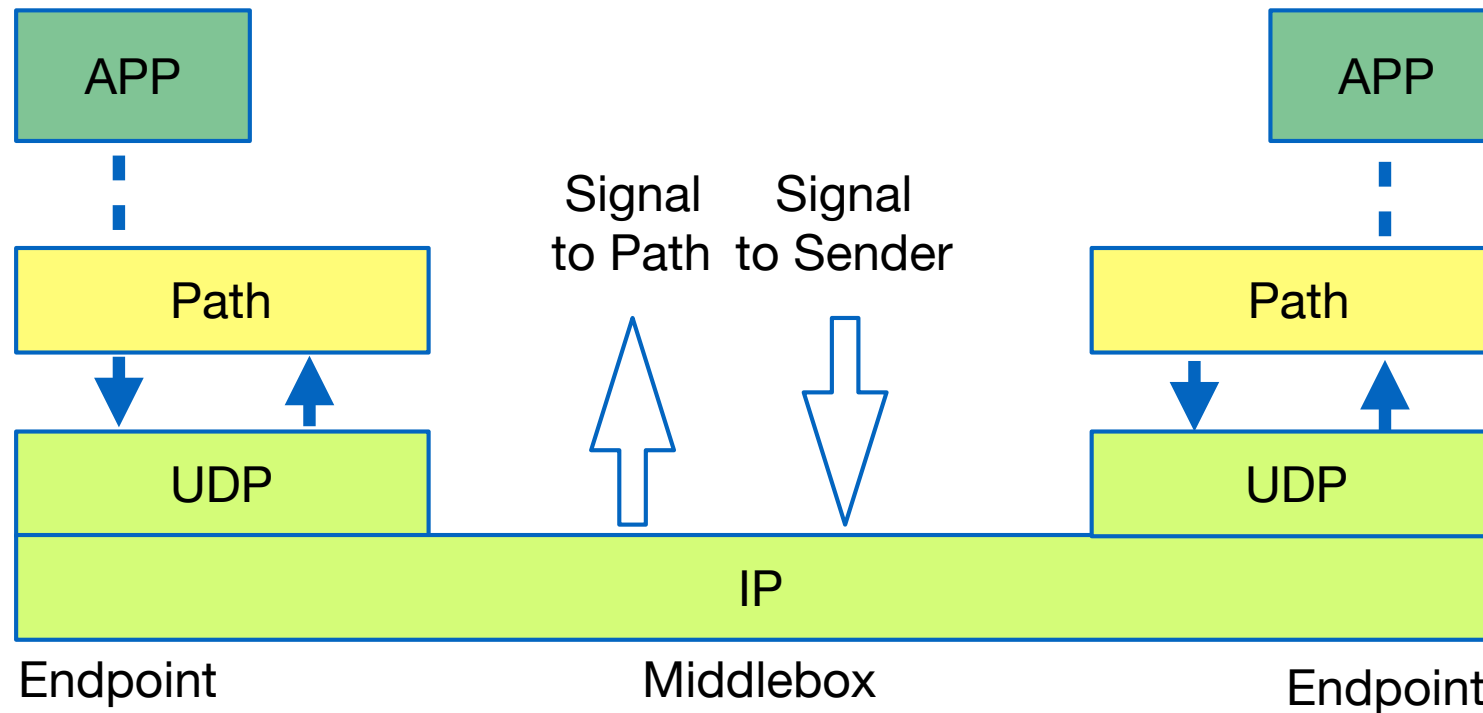 APP
APP
Signal
to Path
Signal
to Sender
Path
Path
UDP
UDP
IP
Endpoint
Middlebox
Endpoint